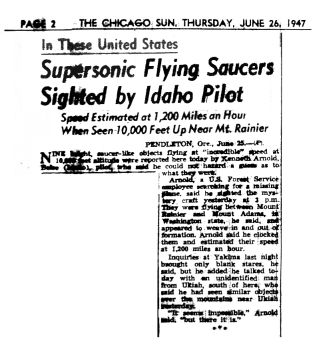 PAGE 2 THE CHICAGO SUN, THURSDAY, JUNE 26, 1947
In These United States
Supersonic Flying Saucers
Sighted by Idaho Pilot
Speed Estimated at 1,200 Miles an Hour
When Seen 10,000 Feet Up Near Mt. Rainier
PENDLETON, Ore., June 25.—(AP).
NINE bright, saucer-like objects flying at "incredible" speed at
10,000 feet altitude were reported here today by Kenneth Arnold,
Boise (Idaho), pilot, who said he could not hazard a guess as to
what they were.
Arnold, a U.S. Forest Service
employee searching for a missing
plane, said he sighted the mys-
tery craft yesterday at 3 p.m.
They were flying between Mount
Rainier and Mount Adams, in
Washington state, he said, and
appeared to weave in and out of
formation. Arnold said he clocked
them and estimated their speed
at 1,200 miles an hour.
Inquiries at Yakima last night
brought only blank stares, he
said, but he added he talked to-
day with an unidentified man
from Ukiah, south of here, who
said he had seen similar objects
over the mountains near Ukiah
yesterday.
"It seems impossible," Arnold
said, "but there it is."